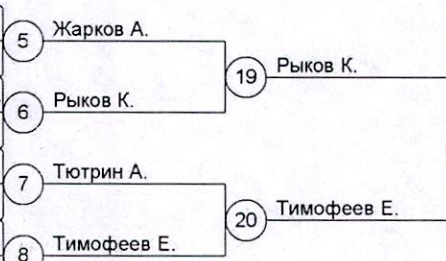 5 Жарков А.
19 Рыков К.
6 Рыков К.
7 Тютрин А.
20 Тимофеев Е.
8 Тимофеев Е.